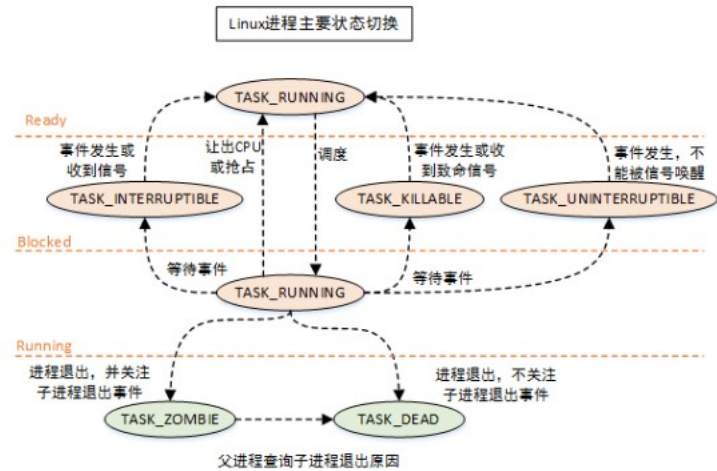 Linux进程主要状态切换
TASK_RUNNING
Ready
事件发生或
收到信号
让出CPU
或抢占
调度
事件发生或收
到致命信号
事件发生，不
能被信号唤醒
TASK_INTERRUPTIBLE
TASK_KILLABLE
TASK_UNINTERRUPTIBLE
Blocked
等待事件
TASK_RUNNING
等待事件
Running
进程退出，并关注
子进程退出事件
进程退出，不关注
子进程退出事件
TASK_ZOMBIE
TASK_DEAD
父进程查询子进程退出原因